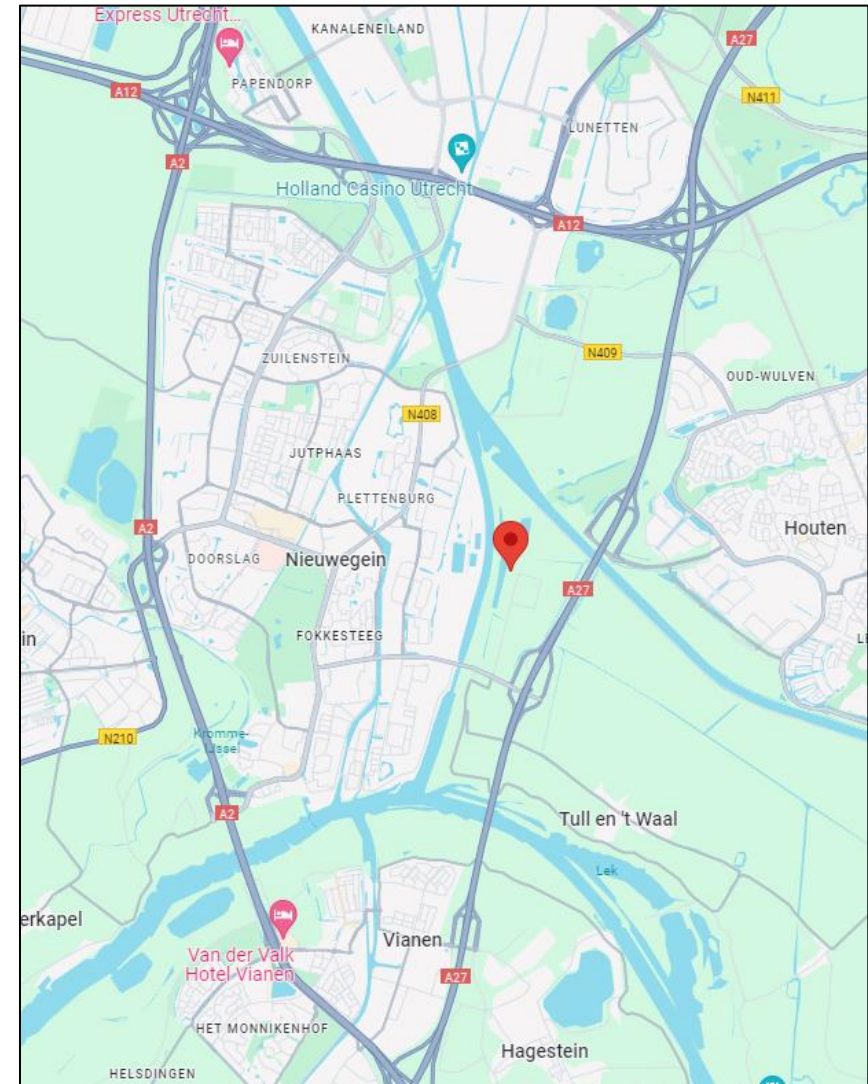 Express Utrecht...
KANALENEILAND
A27
PAPENDORP
A12
N411
LUNETTEN
A2
Holland Casino Utrecht
A12
ZUILENSTEIN
N409
OUD-WULVEN
N408
JUTPHAAS
PLETTENBURG
A2
Houten
DOORSLAG
Nieuwegein
A27
in
FOKKESTEEG
N210
Kromme-
IJssel
A2
Tull en 't Waal
Lek
erkapel
Van der Valk
Hotel Vianen
Vianen
A27
HET MONNIKENHOF
Hagestein
HELSDINGEN